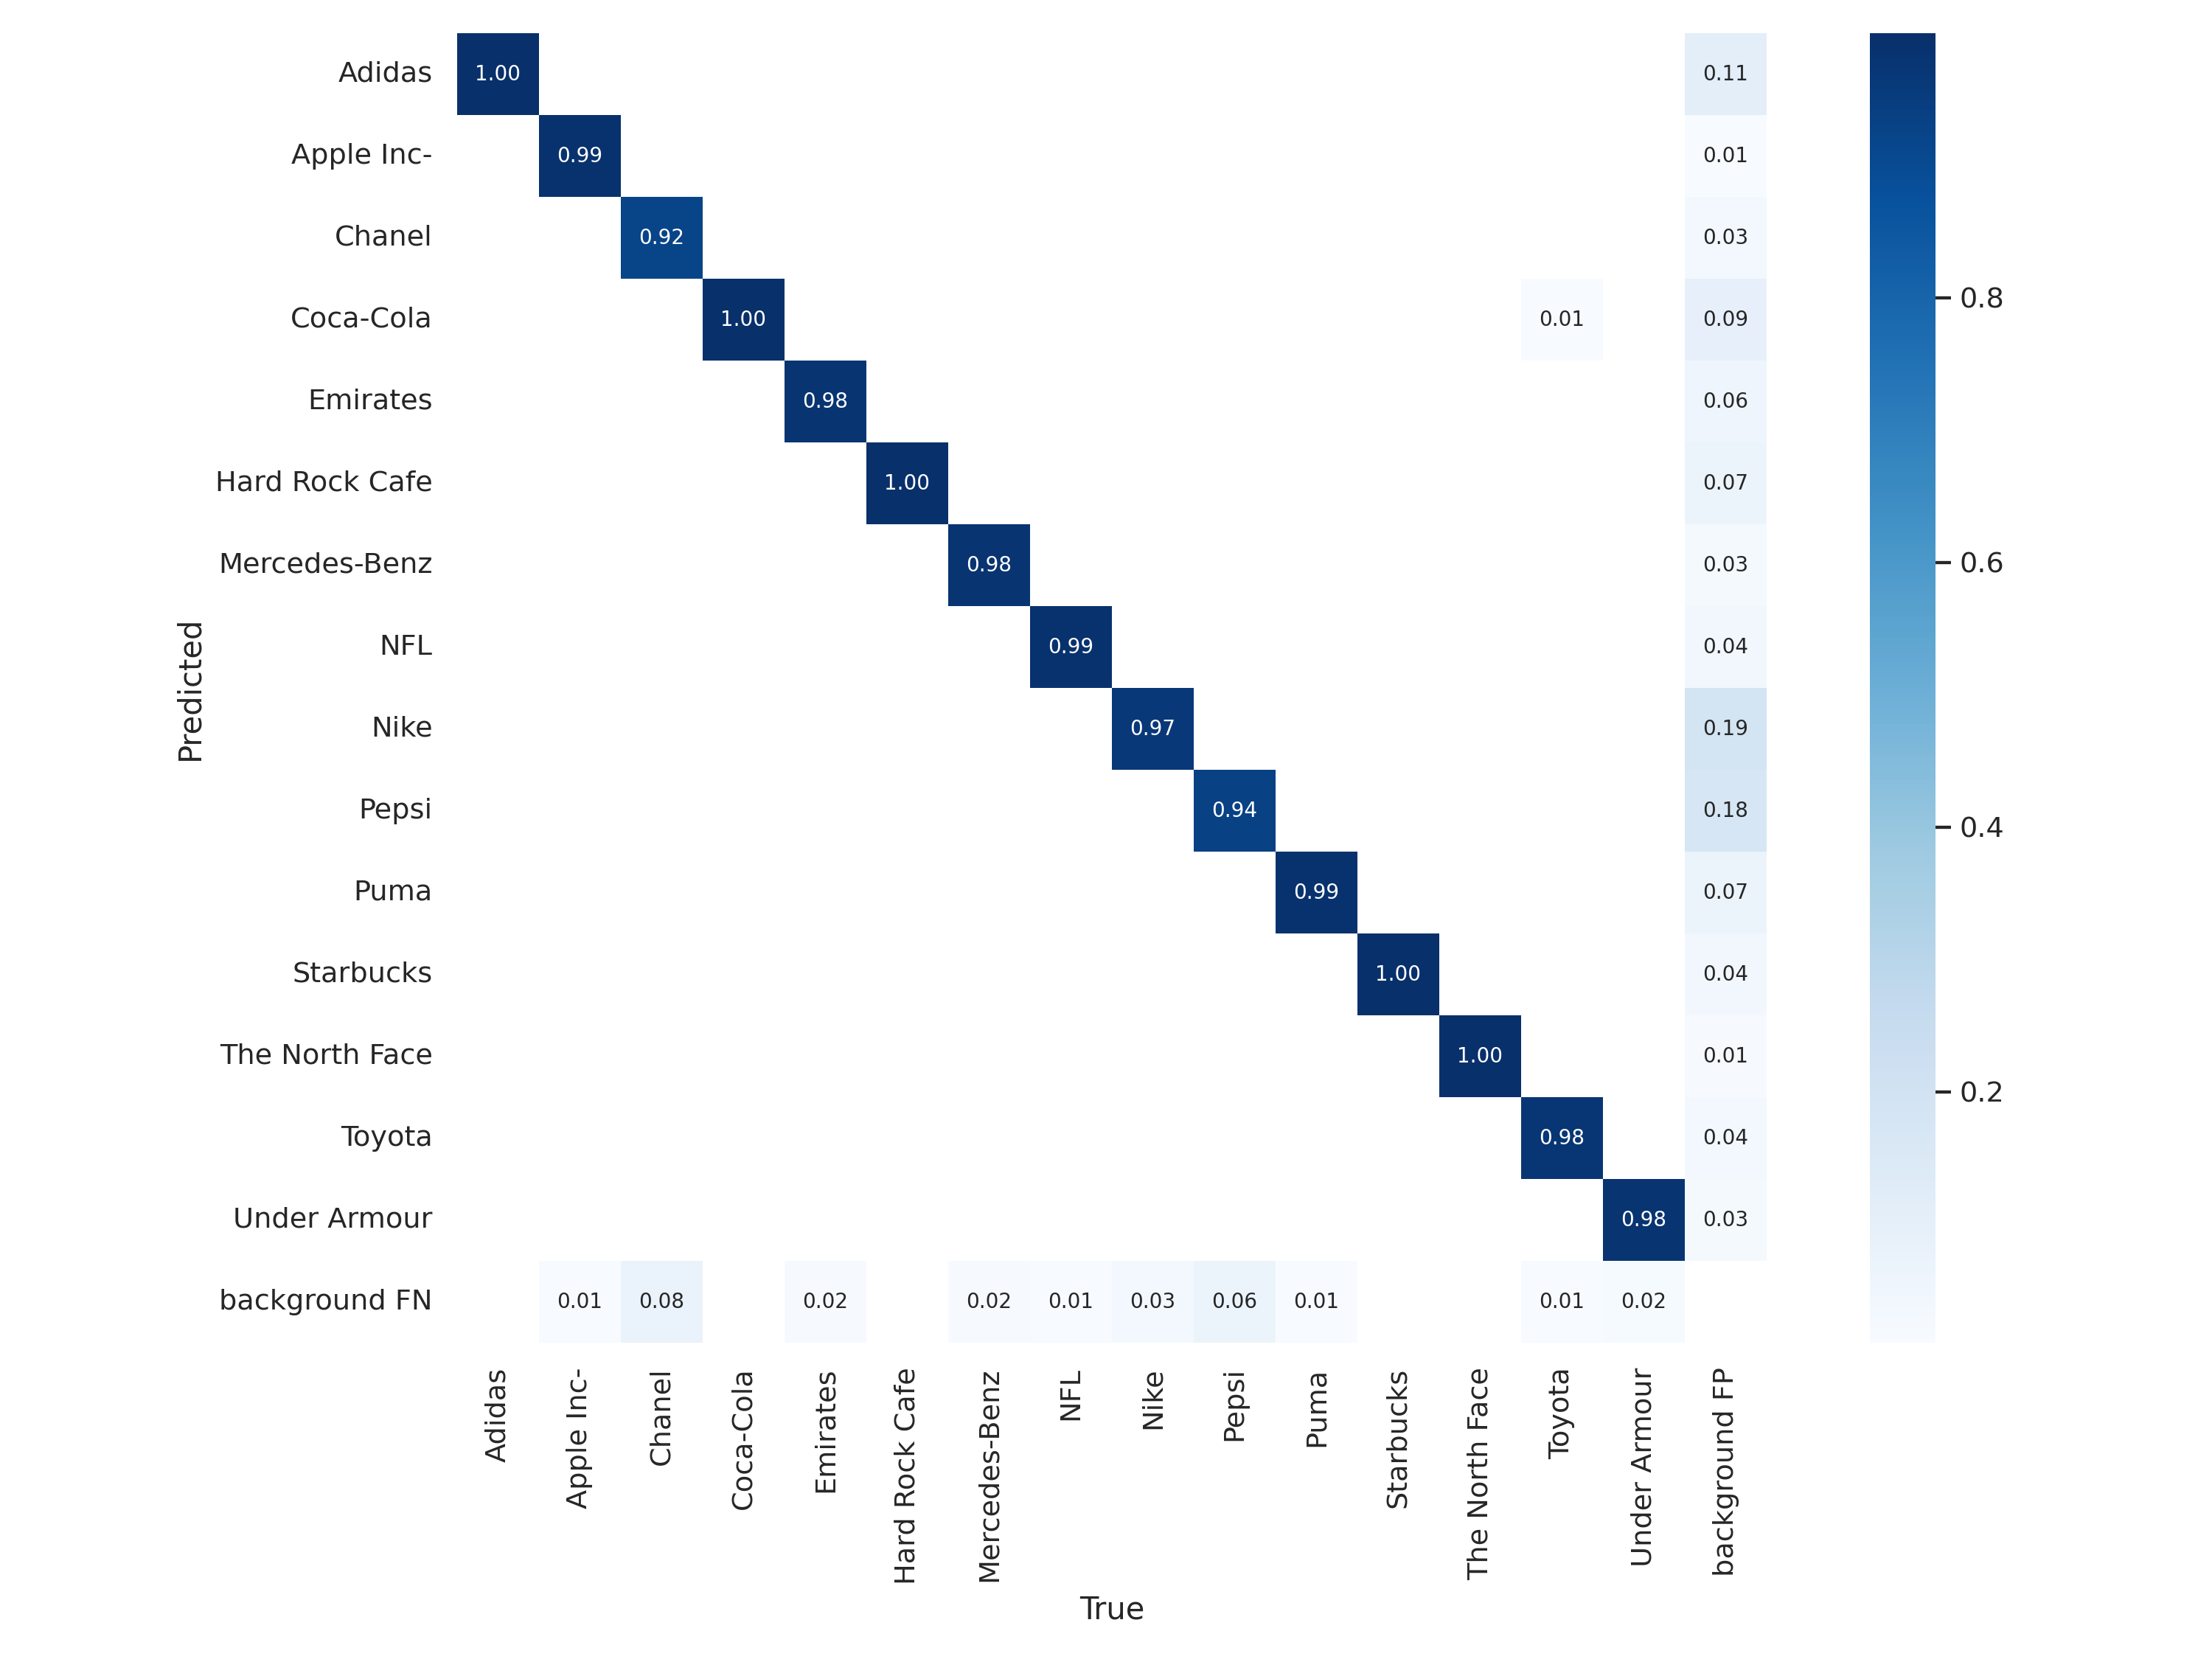 Adidas 1.00 0.11
Apple Inc- 0.99 0.01
Chanel 0.92 0.03
Coca-Cola 1.00 0.01 0.09
0.8
Emirates 0.98 0.06
Hard Rock Cafe 1.00 0.07
Mercedes-Benz 0.98 0.03
0.6
NFL 0.99 0.04
Predicted
Nike 0.97 0.19
Pepsi 0.94 0.18
0.4
Puma 0.99 0.07
Starbucks 1.00 0.04
The North Face 1.00 0.01
0.2
Toyota 0.98 0.04
Under Armour 0.98 0.03
background FN 0.01 0.08 0.02 0.02 0.01 0.03 0.06 0.01 0.01 0.02
Adidas
Apple Inc-
Chanel
Coca-Cola
Emirates
Hard Rock Cafe
Mercedes-Benz
NFL
Nike
Pepsi
Puma
Starbucks
The North Face
Toyota
Under Armour
background FP
True